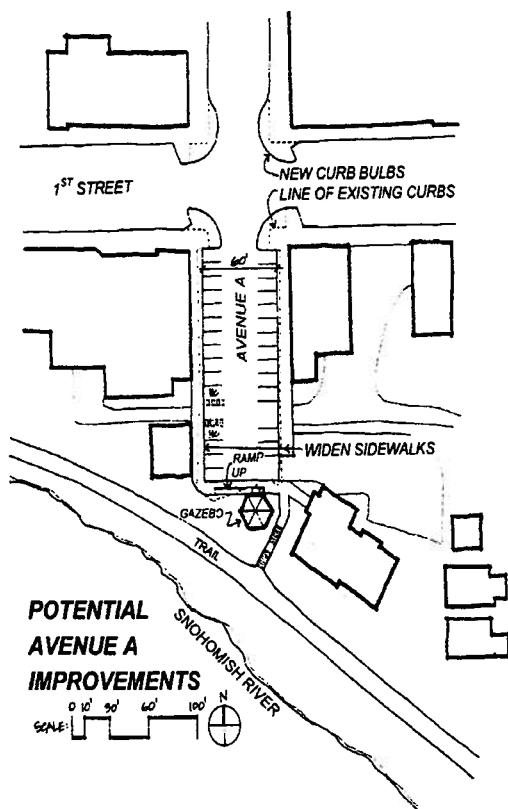 NEW CURB BULBS
1ST STREET
LINE OF EXISTING CURBS
60'
AVENUE A
WIDEN SIDEWALKS
RAMP
UP
GAZEBO
TRAIL
SNOHOMISH RIVER
POTENTIAL
AVENUE A
IMPROVEMENTS
N
0 10' 30' 60' 100'
SCALE: